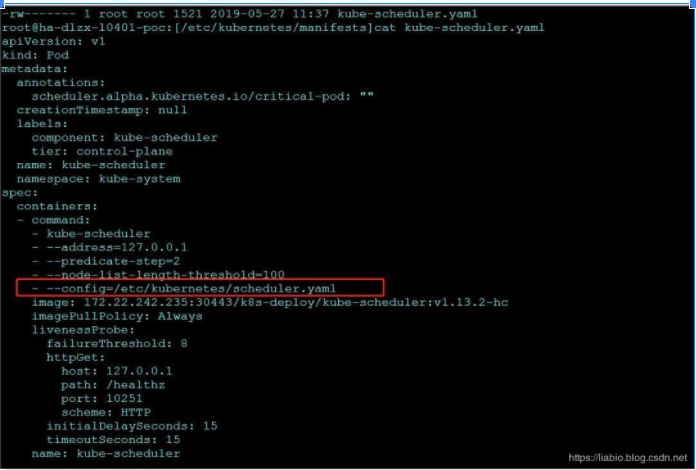 -rw------- 1 root root 1521 2019-05-27 11:37 kube-scheduler.yaml
root@ha-dlzx-l0401-poc:[/etc/kubernetes/manifests]cat kube-scheduler.yaml
apiVersion: v1
kind: Pod
metadata:
  annotations:
    scheduler.alpha.kubernetes.io/critical-pod: ""
  creationTimestamp: null
  labels:
    component: kube-scheduler
    tier: control-plane
  name: kube-scheduler
  namespace: kube-system
spec:
  containers:
  - command:
    - kube-scheduler
    - --address=127.0.0.1
    - --predicate-step=2
    - --node-list-length-threshold=100
    - --config=/etc/kubernetes/scheduler.yaml
    image: 172.22.242.235:30443/k8s-deploy/kube-scheduler:v1.13.2-hc
    imagePullPolicy: Always
    livenessProbe:
      failureThreshold: 8
      httpGet:
        host: 127.0.0.1
        path: /healthz
        port: 10251
        scheme: HTTP
      initialDelaySeconds: 15
      timeoutSeconds: 15
    name: kube-scheduler
https://liabio.blog.csdn.net